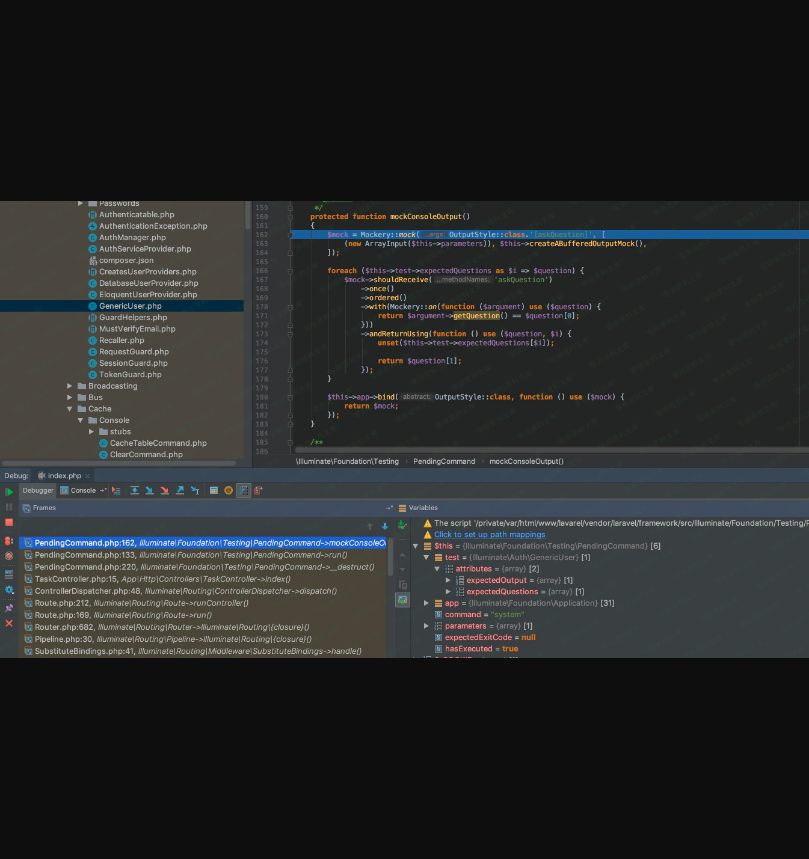 Passwords
Authenticatable.php
AuthenticationException.php
AuthManager.php
AuthServiceProvider.php
composer.json
CreatesUserProviders.php
DatabaseUserProvider.php
EloquentUserProvider.php
GenericUser.php
GuardHelpers.php
MustVerifyEmail.php
Recaller.php
RequestGuard.php
SessionGuard.php
TokenGuard.php
Broadcasting
Bus
Cache
Console
stubs
CacheTableCommand.php
ClearCommand.php
159 */
160 protected function mockConsoleOutput()
161 {
162 $mock = Mockery::mock( ...args: OutputStyle::class.'[askQuestion]', [
163 (new ArrayInput($this->parameters)), $this->createABufferedOutputMock(),
164 ]);
165
166 foreach ($this->test->expectedQuestions as $i => $question) {
167 $mock->shouldReceive( ...methodNames: 'askQuestion')
168 ->once()
169 ->ordered()
170 ->with(Mockery::on(function ($argument) use ($question) {
171 return $argument->getQuestion() == $question[0];
172 }))
173 ->andReturnUsing(function () use ($question, $i) {
174 unset($this->test->expectedQuestions[$i]);
175
176 return $question[1];
177 });
178 }
179
180 $this->app->bind( abstract: OutputStyle::class, function () use ($mock) {
181 return $mock;
182 });
183 }
184
185 /**
186
\Illuminate\Foundation\Testing › PendingCommand › mockConsoleOutput()
Debug: index.php ×
Debugger Console
Frames
PendingCommand.php:162, Illuminate\Foundation\Testing\PendingCommand->mockConsoleO
PendingCommand.php:133, Illuminate\Foundation\Testing\PendingCommand->run()
PendingCommand.php:220, Illuminate\Foundation\Testing\PendingCommand->__destruct()
TaskController.php:15, App\Http\Controllers\TaskController->index()
ControllerDispatcher.php:48, Illuminate\Routing\ControllerDispatcher->dispatch()
Route.php:212, Illuminate\Routing\Route->runController()
Route.php:169, Illuminate\Routing\Route->run()
Router.php:682, Illuminate\Routing\Router->Illuminate\Routing\{closure}()
Pipeline.php:30, Illuminate\Routing\Pipeline->Illuminate\Routing\{closure}()
SubstituteBindings.php:41, Illuminate\Routing\Middleware\SubstituteBindings->handle()
Variables
The script '/private/var/html/www/lavarel/vendor/laravel/framework/src/Illuminate/Foundation/Testing/P
Click to set up path mappings
$this = {Illuminate\Foundation\Testing\PendingCommand} [6]
test = {Illuminate\Auth\GenericUser} [1]
attributes = {array} [2]
expectedOutput = {array} [1]
expectedQuestions = {array} [1]
app = {Illuminate\Foundation\Application} [31]
command = "system"
parameters = {array} [1]
expectedExitCode = null
hasExecuted = true